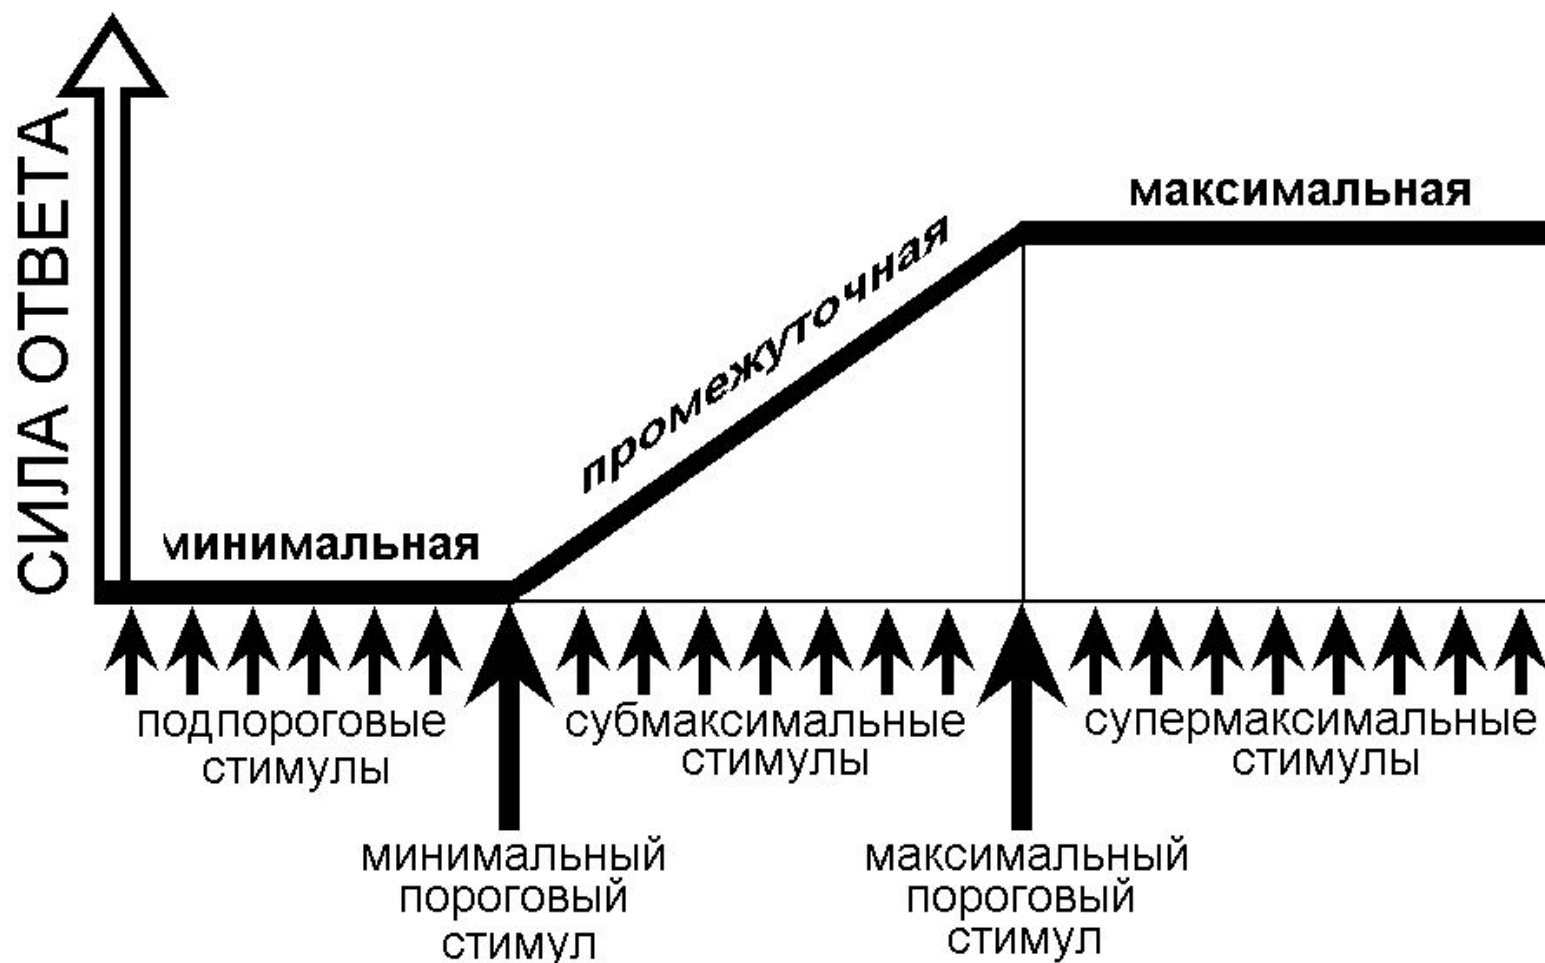 СИЛА ОТВЕТА
максимальная
промежуточная
минимальная
подпороговые
стимулы
субмаксимальные
стимулы
супермаксимальные
стимулы
минимальный
пороговый
стимул
максимальный
пороговый
стимул